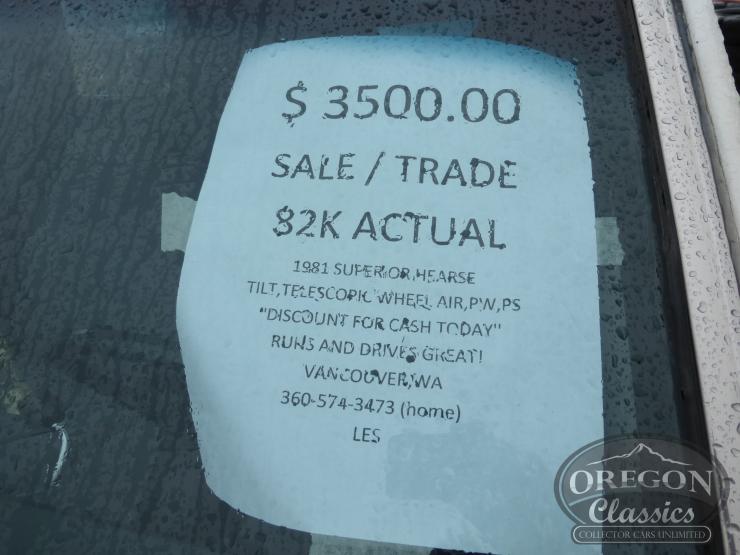 $ 3500.00
SALE / TRADE
82K ACTUAL
1981 SUPERIOR HEARSE
TILT, TELESCOPIC WHEEL AIR, PW, PS
"DISCOUNT FOR CASH TODAY"
RUNS AND DRIVES GREAT!
VANCOUVER, WA
360-574-3473 (home)
LES
OREGON
Classics
COLLECTOR CARS UNLIMITED